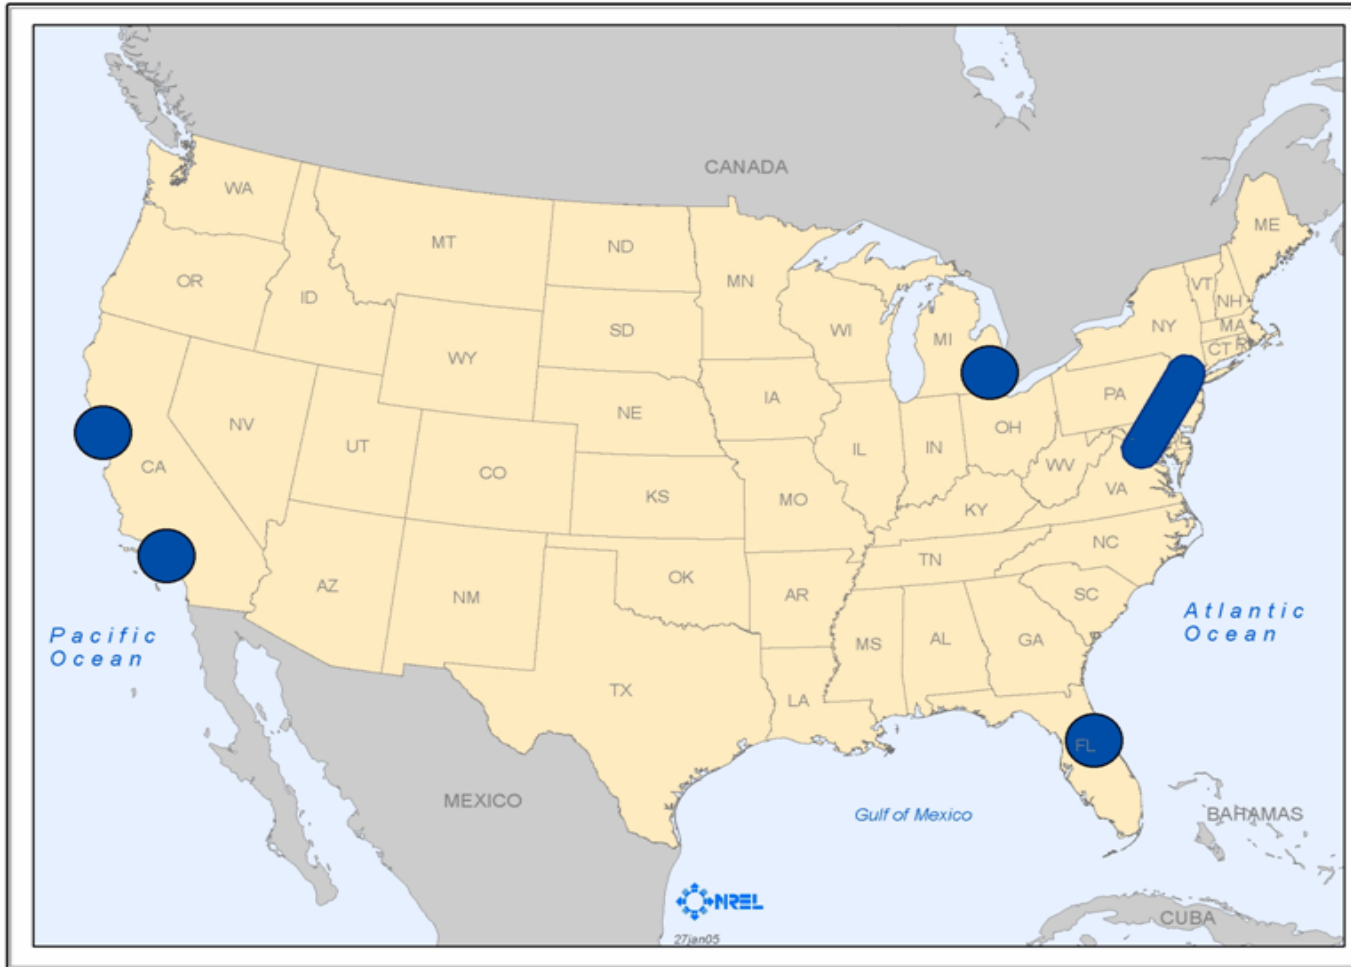 CANADA
WA
MT
ND
MN
ME
OR
ID
SD
WI
MI
NY
VT
NH
MA
CT
WY
IA
NE
PA
NV
UT
CO
IL
IN
OH
WV
VA
CA
KS
MO
KY
NC
TN
AZ
NM
OK
AR
SC
MS
AL
GA
Pacific
Ocean
Atlantic
Ocean
TX
LA
FL
MEXICO
Gulf of Mexico
BAHAMAS
NREL
CUBA
27jan05